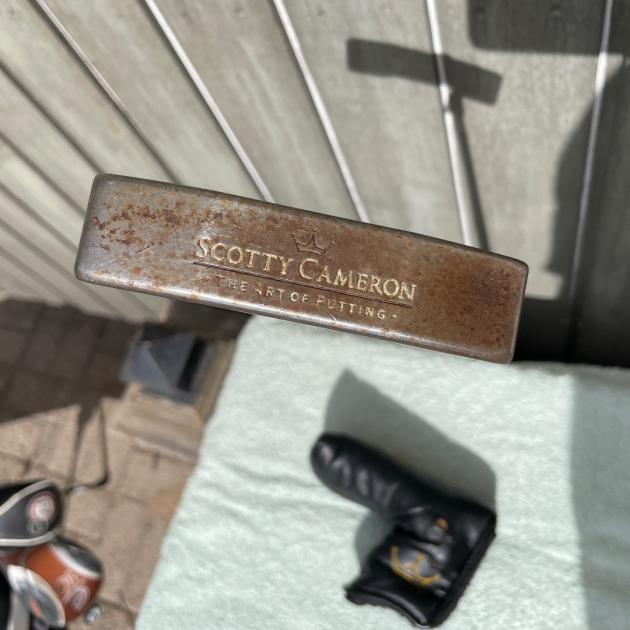 SCOTTY CAMERON
· THE ART OF PUTTING ·